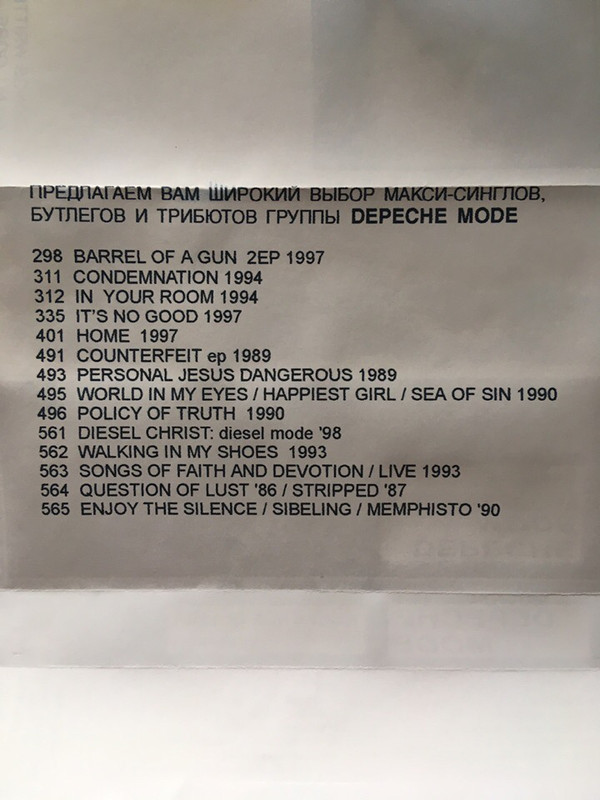 ПРЕДЛАГАЕМ ВАМ ШИРОКИЙ ВЫБОР МАКСИ-СИНГЛОВ,
БУТЛЕГОВ И ТРИБЮТОВ ГРУППЫ DEPECHE MODE
298 BARREL OF A GUN 2EP 1997
311 CONDEMNATION 1994
312 IN YOUR ROOM 1994
335 IT'S NO GOOD 1997
401 HOME 1997
491 COUNTERFEIT ep 1989
493 PERSONAL JESUS DANGEROUS 1989
495 WORLD IN MY EYES / HAPPIEST GIRL / SEA OF SIN 1990
496 POLICY OF TRUTH 1990
561 DIESEL CHRIST: diesel mode '98
562 WALKING IN MY SHOES 1993
563 SONGS OF FAITH AND DEVOTION / LIVE 1993
564 QUESTION OF LUST '86 / STRIPPED '87
565 ENJOY THE SILENCE / SIBELING / MEMPHISTO '90